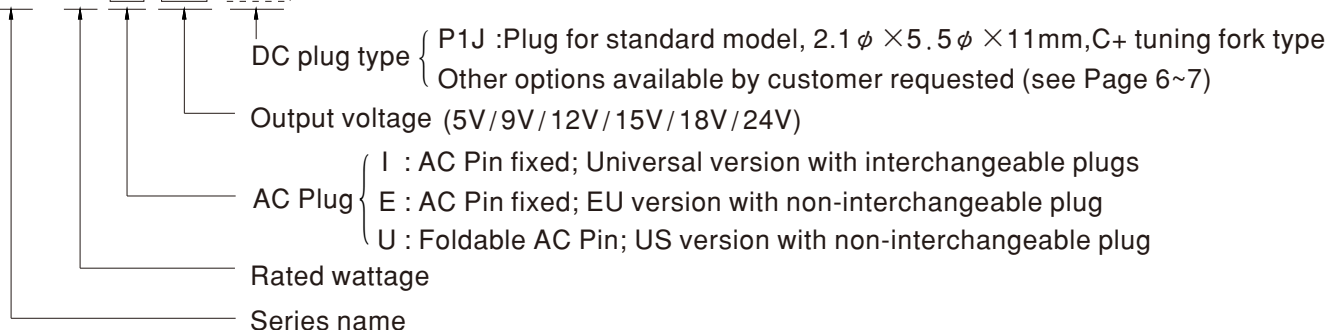 DC plug type { P1J :Plug for standard model, 2.1φ×5.5φ×11mm,C+ tuning fork type
Other options available by customer requested (see Page 6~7)
Output voltage (5V/9V/12V/15V/18V/24V)
I : AC Pin fixed; Universal version with interchangeable plugs
AC Plug { E : AC Pin fixed; EU version with non-interchangeable plug
U : Foldable AC Pin; US version with non-interchangeable plug
Rated wattage
Series name